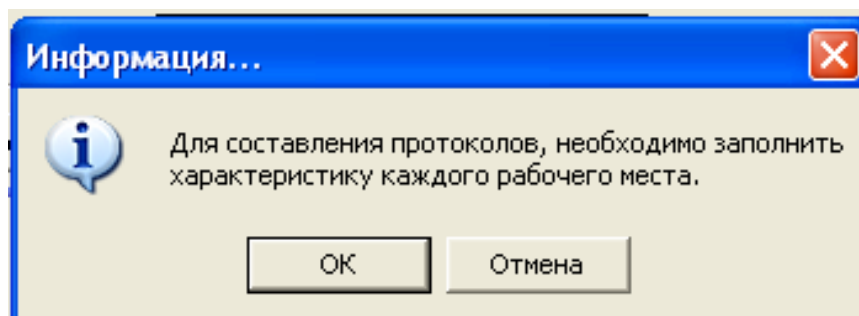 Информация...
Для составления протоколов, необходимо заполнить
характеристику каждого рабочего места.
ОК
Отмена